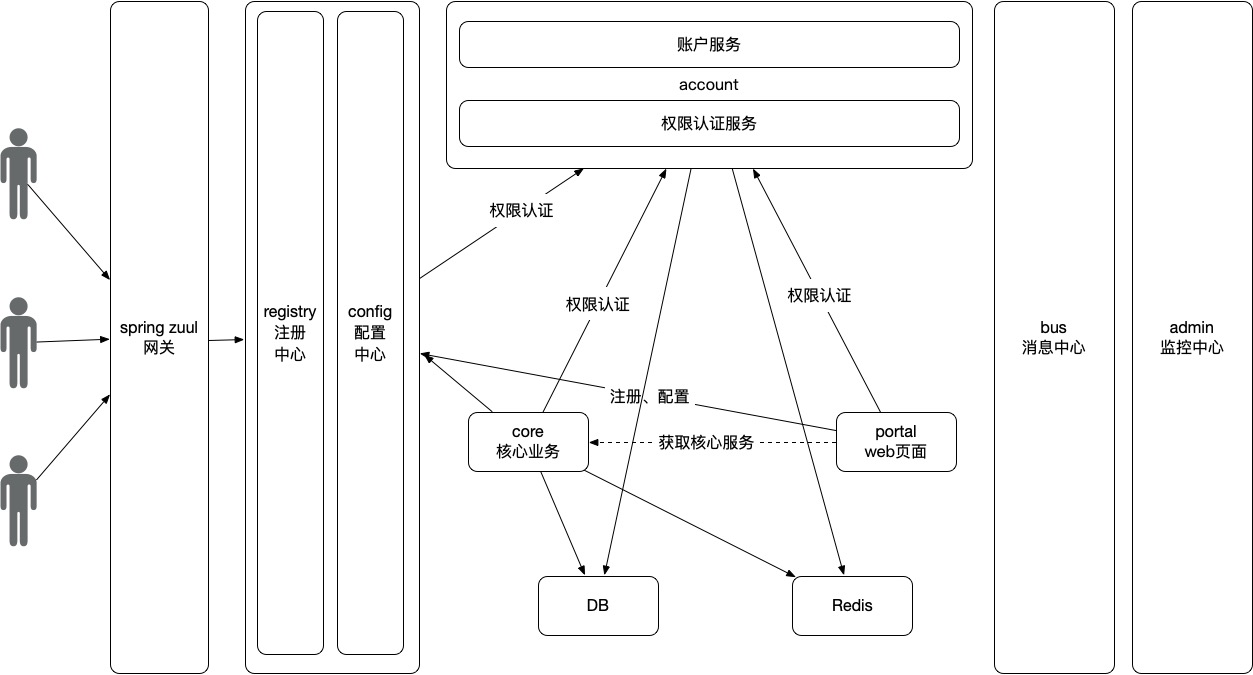 spring zuul
网关
registry
注册
中心
config
配置
中心
账户服务
account
权限认证服务
权限认证
权限认证
权限认证
注册、配置
core
核心业务
获取核心服务
portal
web页面
DB
Redis
bus
消息中心
admin
监控中心